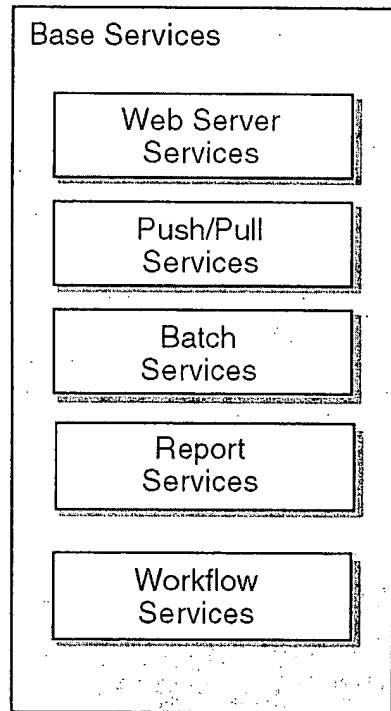 Base Services
Web Server
Services
Push/Pull
Services
Batch
Services
Report
Services
Workflow
Services